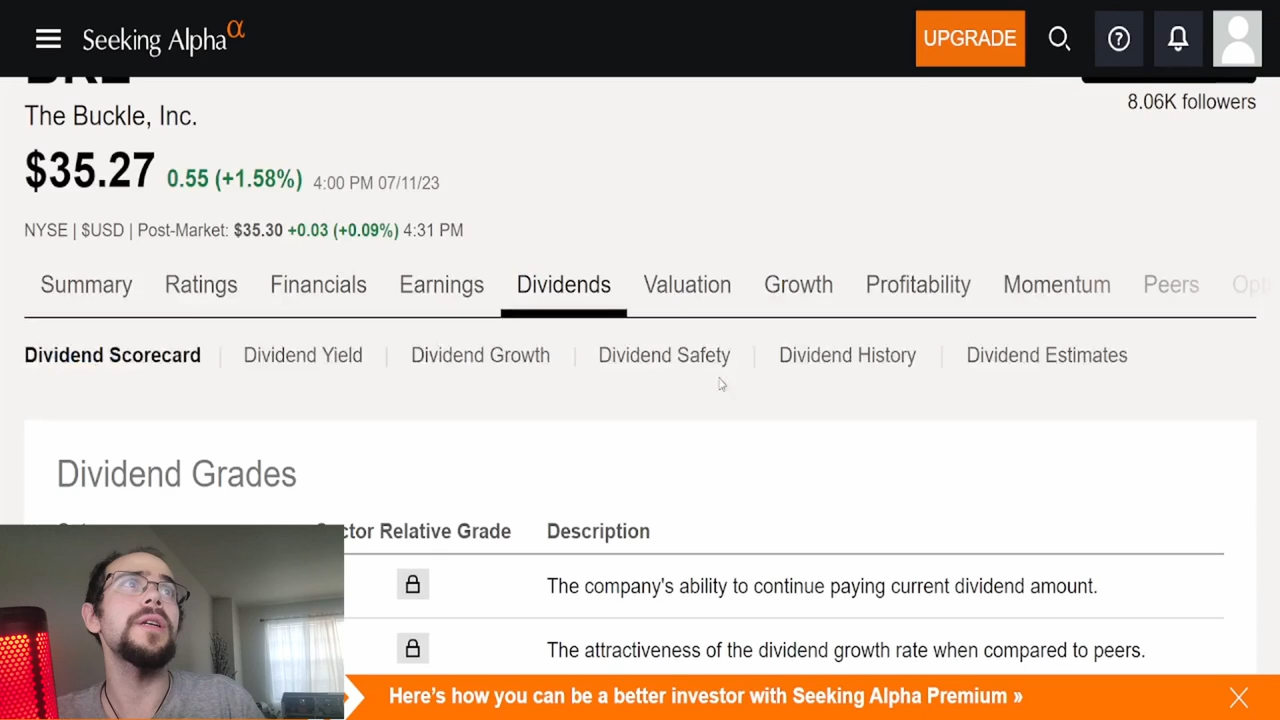 Seeking Alpha α
UPGRADE
BKE
8.06K followers
The Buckle, Inc.
$35.27 0.55 (+1.58%) 4:00 PM 07/11/23
NYSE | $USD | Post-Market: $35.30 +0.03 (+0.09%) 4:31 PM
Summary Ratings Financials Earnings Dividends Valuation Growth Profitability Momentum Peers
Dividend Scorecard | Dividend Yield | Dividend Growth | Dividend Safety | Dividend History | Dividend Estimates
Dividend Grades
Relative Grade Description
The company's ability to continue paying current dividend amount.
The attractiveness of the dividend growth rate when compared to peers.
Here's how you can be a better investor with Seeking Alpha Premium »